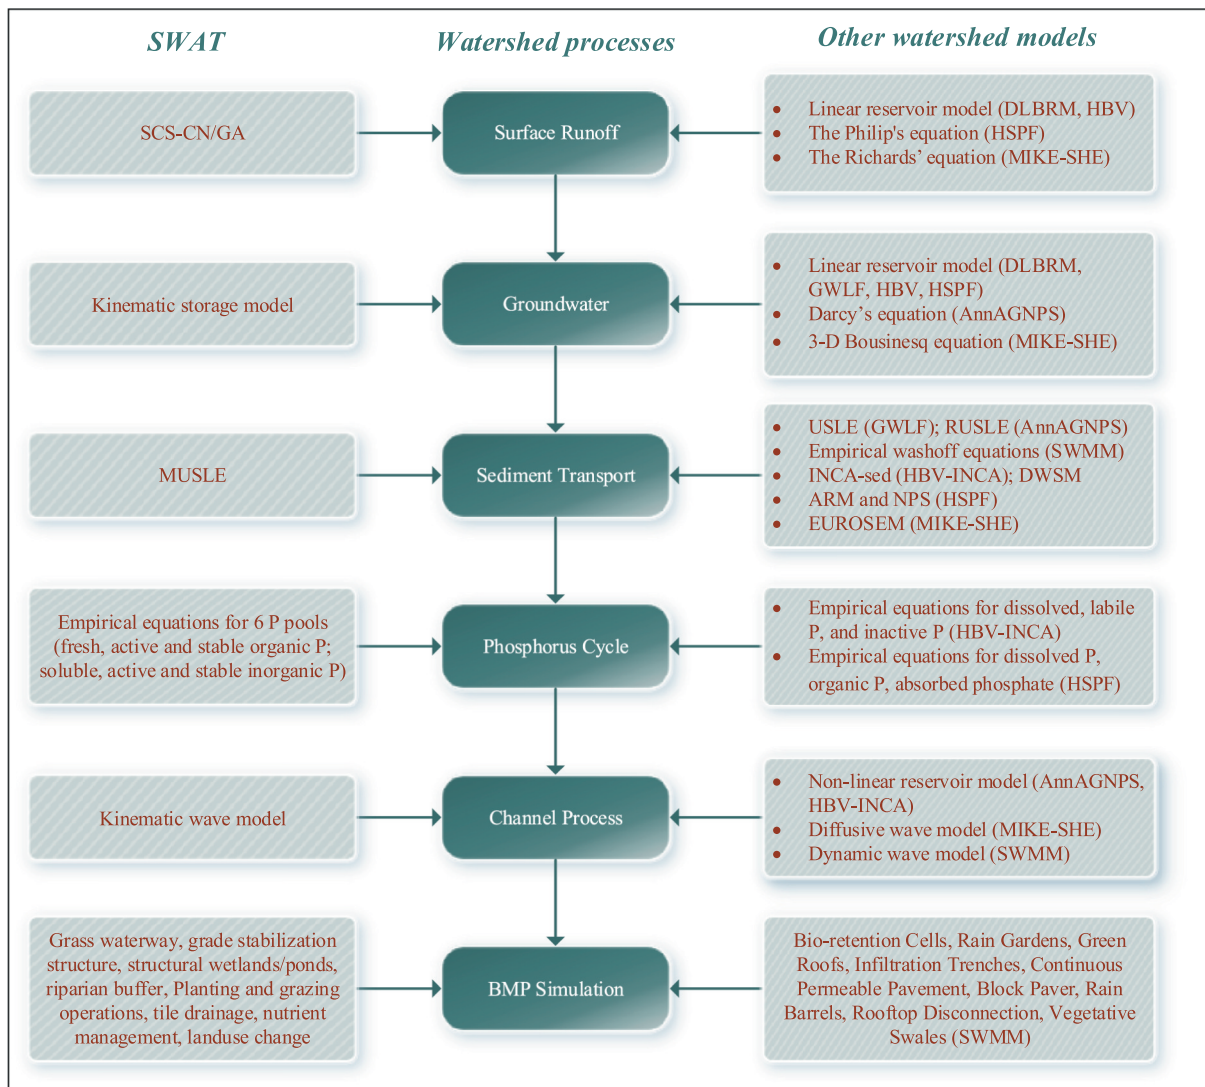 SWAT
Watershed processes
Other watershed models
SCS-CN/GA
Surface Runoff
• Linear reservoir model (DLBRM, HBV)
• The Philip's equation (HSPF)
• The Richards’ equation (MIKE-SHE)
Kinematic storage model
Groundwater
• Linear reservoir model (DLBRM,
GWLF, HBV, HSPF)
• Darcy’s equation (AnnAGNPS)
• 3-D Bousinesq equation (MIKE-SHE)
MUSLE
Sediment Transport
• USLE (GWLF); RUSLE (AnnAGNPS)
• Empirical washoff equations (SWMM)
• INCA-sed (HBV-INCA); DWSM
• ARM and NPS (HSPF)
• EUROSEM (MIKE-SHE)
Empirical equations for 6 P pools
(fresh, active and stable organic P;
soluble, active and stable inorganic P)
Phosphorus Cycle
• Empirical equations for dissolved, labile
P, and inactive P (HBV-INCA)
• Empirical equations for dissolved P,
organic P, absorbed phosphate (HSPF)
Kinematic wave model
Channel Process
• Non-linear reservoir model (AnnAGNPS,
HBV-INCA)
• Diffusive wave model (MIKE-SHE)
• Dynamic wave model (SWMM)
Grass waterway, grade stabilization
structure, structural wetlands/ponds,
riparian buffer, Planting and grazing
operations, tile drainage, nutrient
management, landuse change
BMP Simulation
Bio-retention Cells, Rain Gardens, Green
Roofs, Infiltration Trenches, Continuous
Permeable Pavement, Block Paver, Rain
Barrels, Rooftop Disconnection, Vegetative
Swales (SWMM)